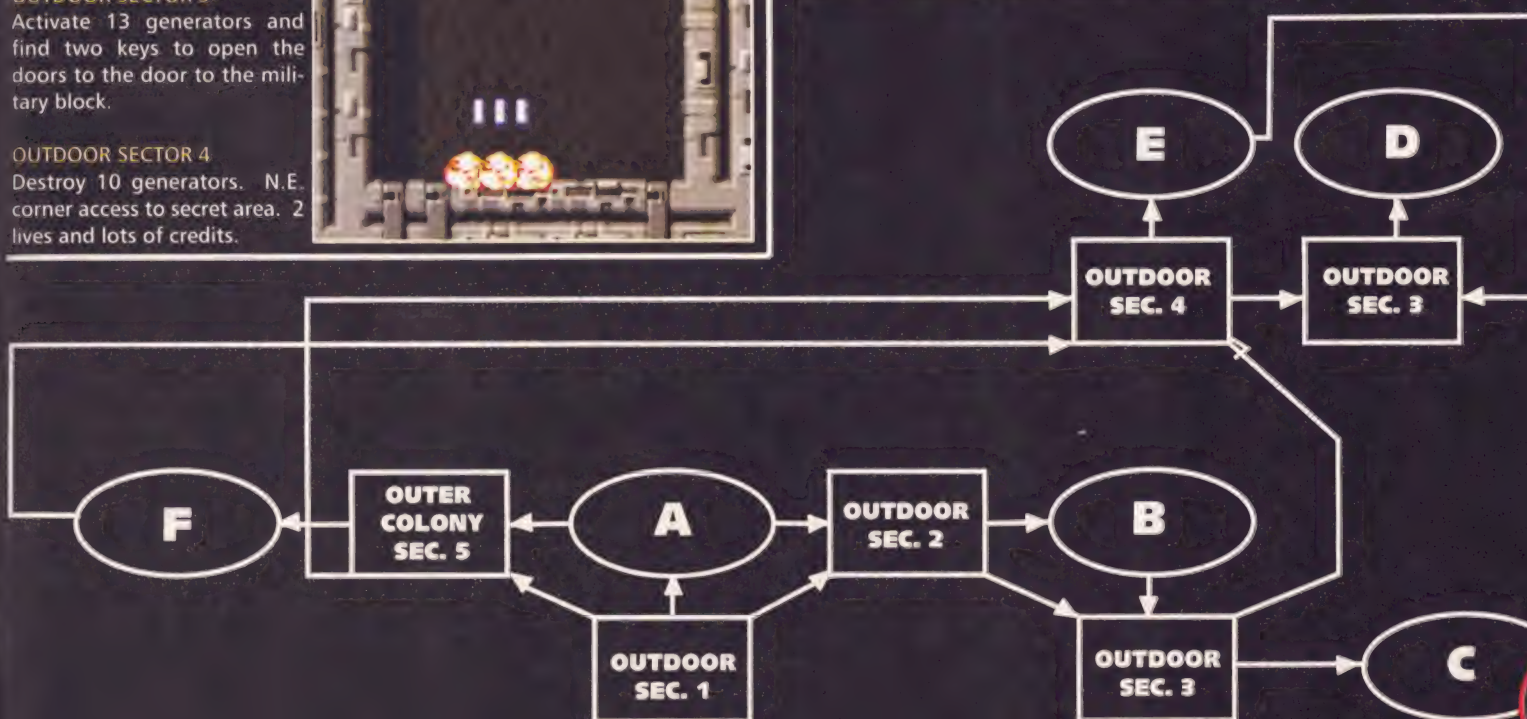 Activate 13 generators and
find two keys to open the
doors to the door to the mili-
tary block.
OUTDOOR SECTOR 4
Destroy 10 generators. N.E.
corner access to secret area. 2
lives and lots of credits.
E
D
OUTDOOR
SEC. 4
OUTDOOR
SEC. 3
F
OUTER
COLONY
SEC. 5
A
OUTDOOR
SEC. 2
B
OUTDOOR
SEC. 1
OUTDOOR
SEC. 3
C